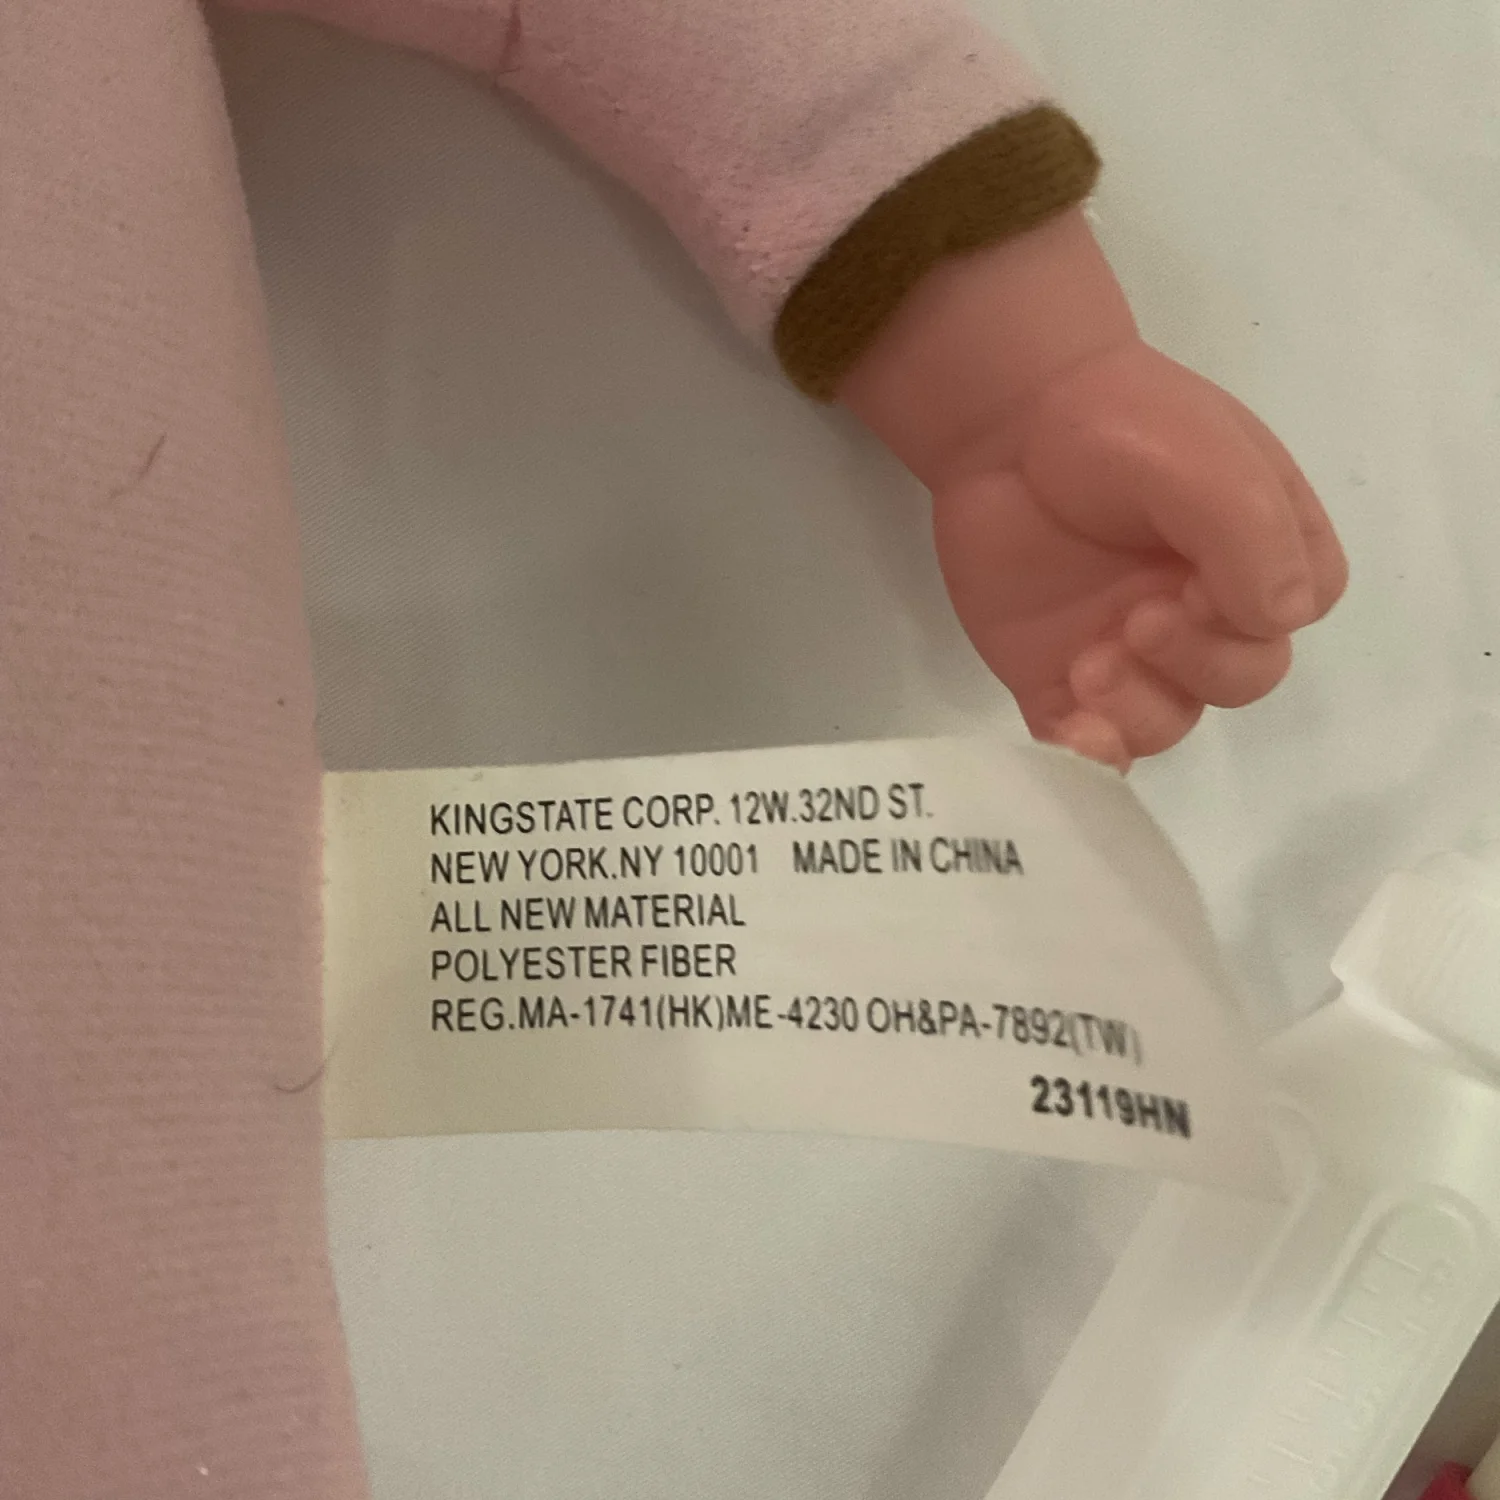 KINGSTATE CORP. 12W.32ND ST.
NEW YORK.NY 10001 MADE IN CHINA
ALL NEW MATERIAL
POLYESTER FIBER
REG.MA-1741(HK)ME-4230 OH&PA-7892(TW)
23119HN